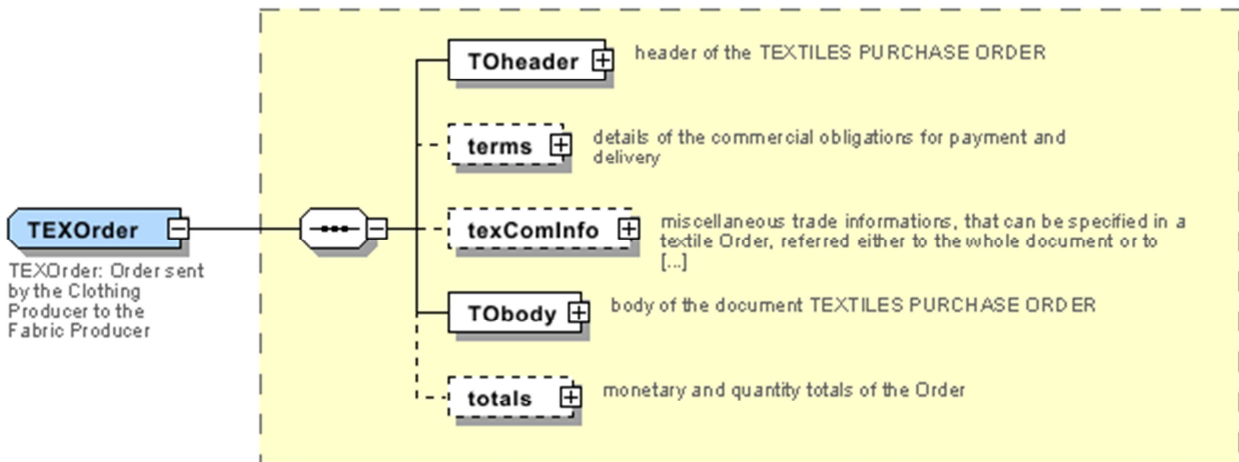 TOheader
header of the TEXTILES PURCHASE ORDER
terms
details of the commercial obligations for payment and
delivery
TEXOrder
TEXOrder: Order sent
by the Clothing
Producer to the
Fabric Producer
texComInfo
miscellaneous trade informations, that can be specified in a
textile Order, referred either to the whole document or to
[...]
TObody
body of the document TEXTILES PURCHASE ORDER
totals
monetary and quantity totals of the Order